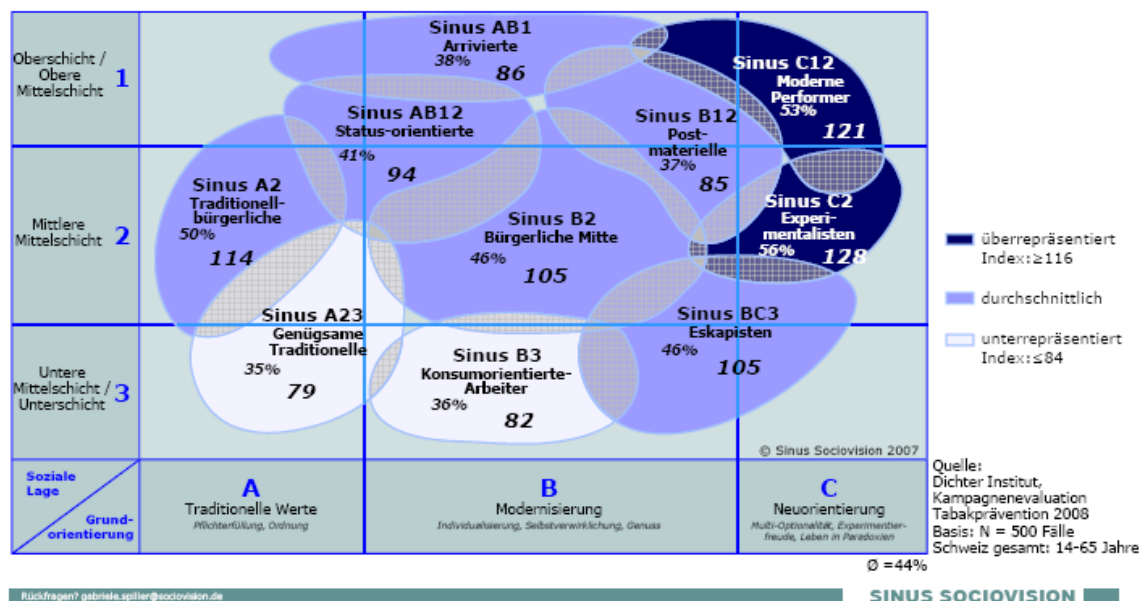 Oberschicht /
Obere
Mittelschicht
1
Mittlere
Mittelschicht
2
Untere
Mittelschicht /
Unterschicht
3
Sinus AB1
Arrivierte
38%
86
Sinus C12
Moderne
Performer
53%
121
Sinus AB12
Status-orientierte
41%
94
Sinus B12
Post-
materielle
37%
85
Sinus A2
Traditionell-
bürgerliche
50%
114
Sinus B2
Bürgerliche Mitte
46%
105
Sinus C2
Experi-
mentalisten
56%
128
Sinus A23
Genügsame
Traditionelle
35%
79
Sinus B3
Konsumorientierte-
Arbeiter
36%
82
Sinus BC3
Eskapisten
46%
105
© Sinus Sociovision 2007
überrepräsentiert
Index:≥116
durchschnittlich
unterrepräsentiert
Index:≤84
Soziale
Lage
Grund-
orientierung
A
Traditionelle Werte
Pflichterfüllung, Ordnung
B
Modernisierung
Individualisierung, Selbstverwirklichung, Genuss
C
Neuorientierung
Multi-Optionalität, Experimentier-
freude, Leben in Paradoxien
Quelle:
Dichter Institut,
Kampagnenevaluation
Tabakprävention 2008
Basis: N = 500 Fälle
Schweiz gesamt: 14-65 Jahre
Ø =44%
Rückfragen? gabriele.spiller@sociovision.de
SINUS SOCIOVISION